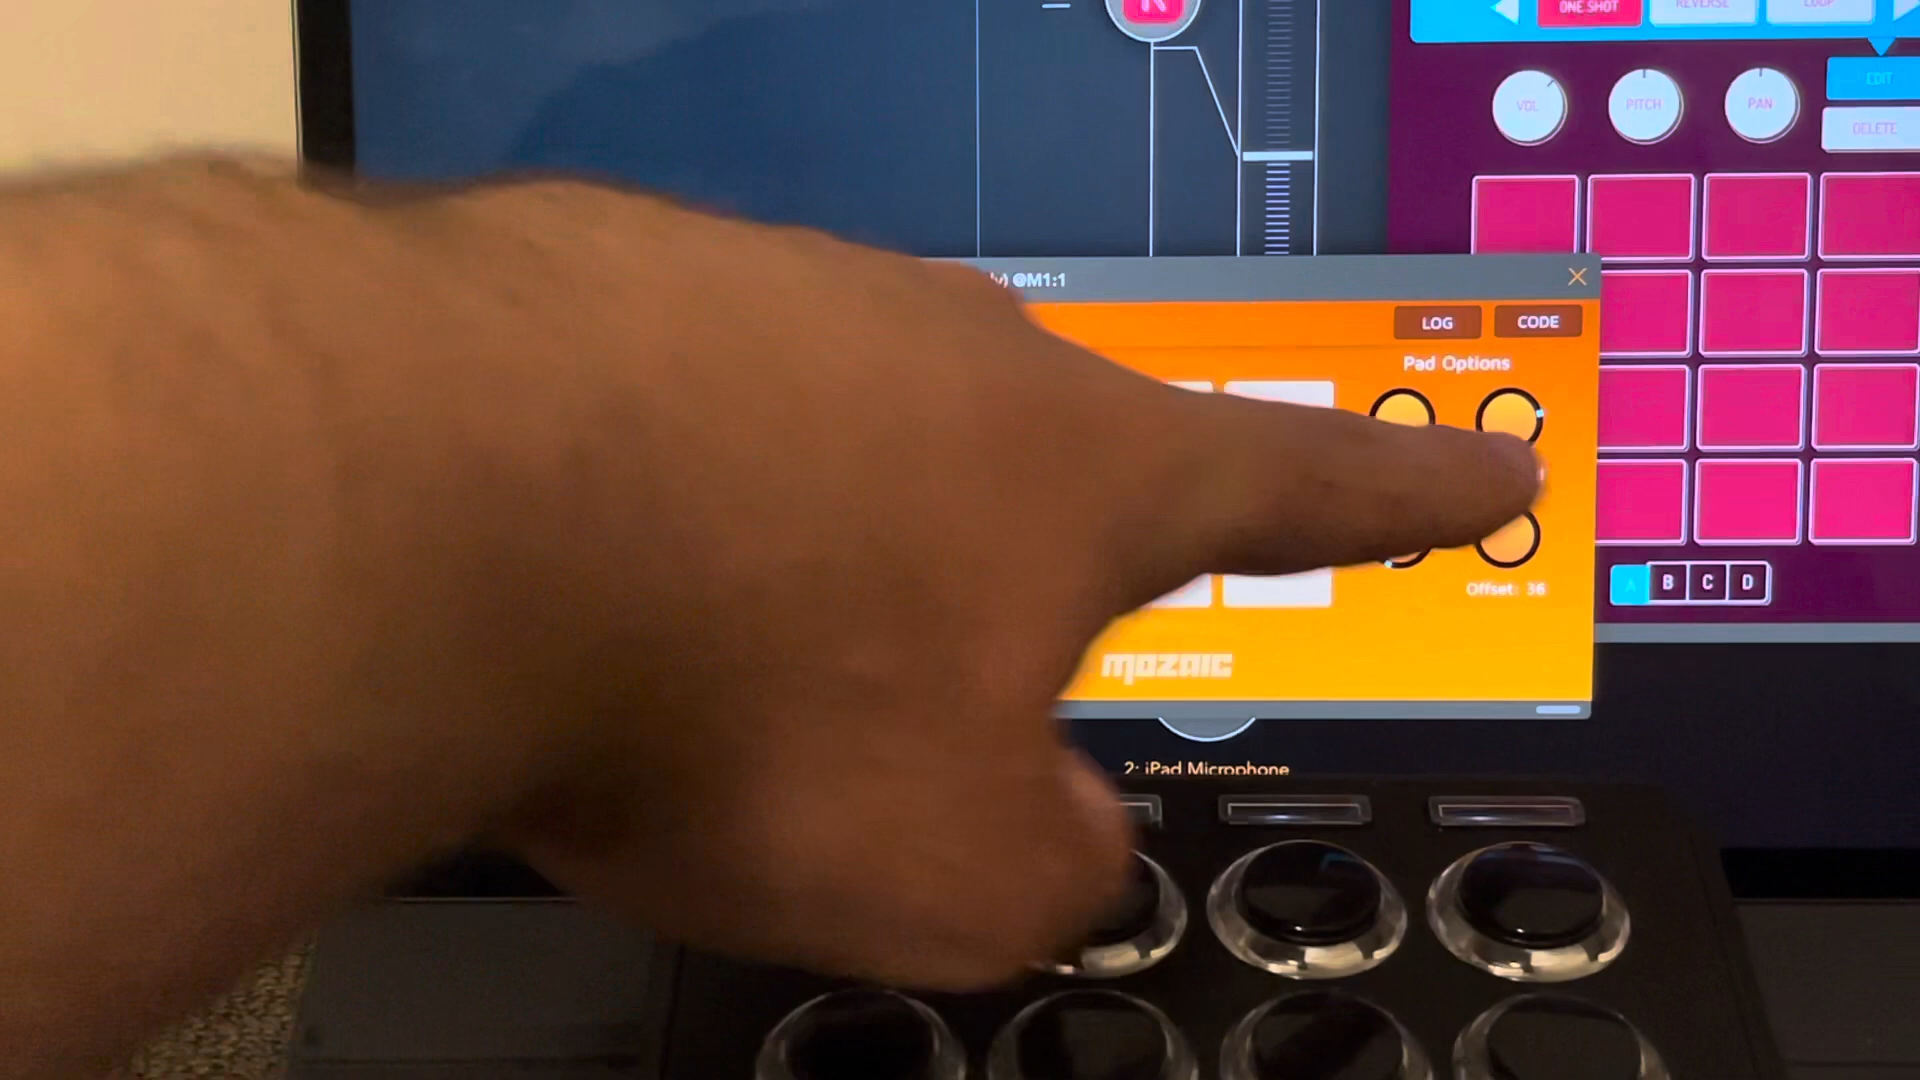 ONE SHOT
REVERSE
LOOP
VOL
PITCH
PAN
EDIT
DELETE
@M1:1
LOG
CODE
Pad Options
Offset: 36
A
B
C
D
mozaic
2: iPad Microphone